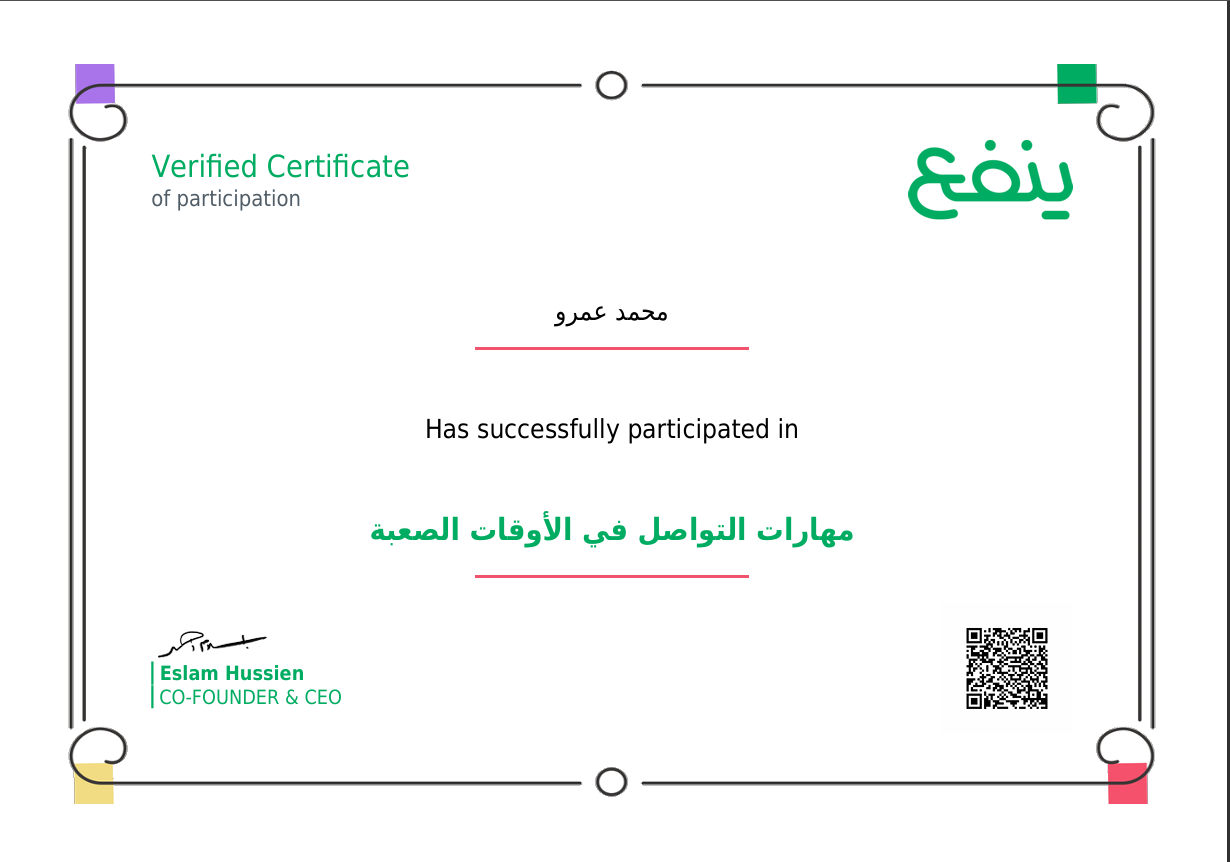 Verified Certificate
of participation
ينفع
محمد عمرو
Has successfully participated in
مهارات التواصل في الأوقات الصعبة
Eslam Hussien
CO-FOUNDER & CEO